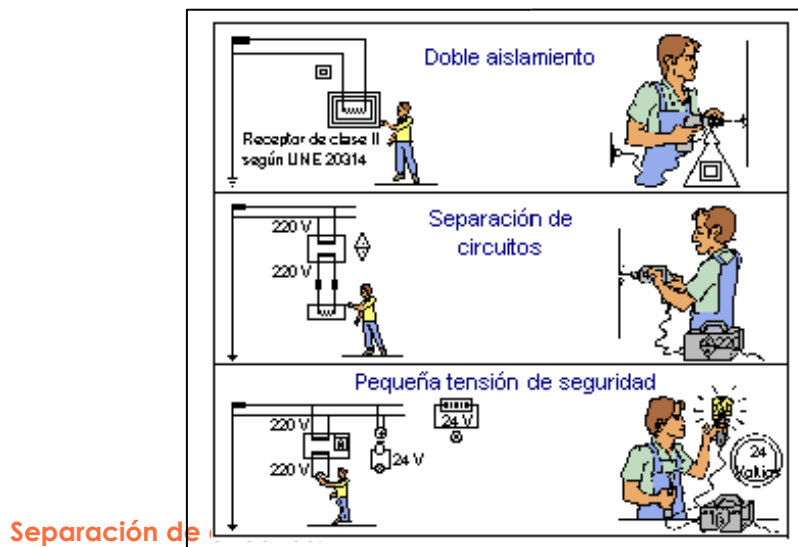 Doble aislamiento
Receptor de clase II
según UNE 20314
Separación de
circuitos
220 V
220 V
220
Pequeña tensión de seguridad
220 V
220 V
24 V
24 V
24
Voltios
Separación de